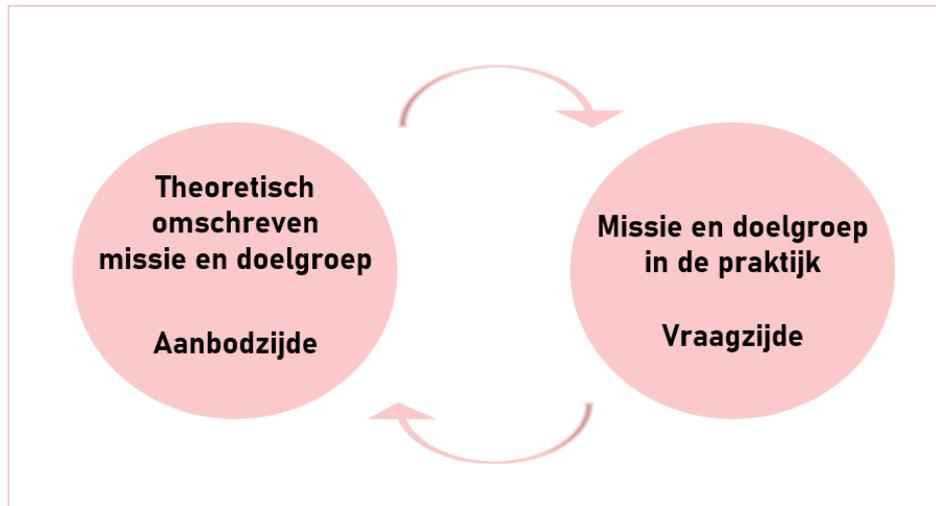 Theoretisch
omschreven
missie en doelgroep
Aanbodzijde
Missie en doelgroep
in de praktijk
Vraagzijde